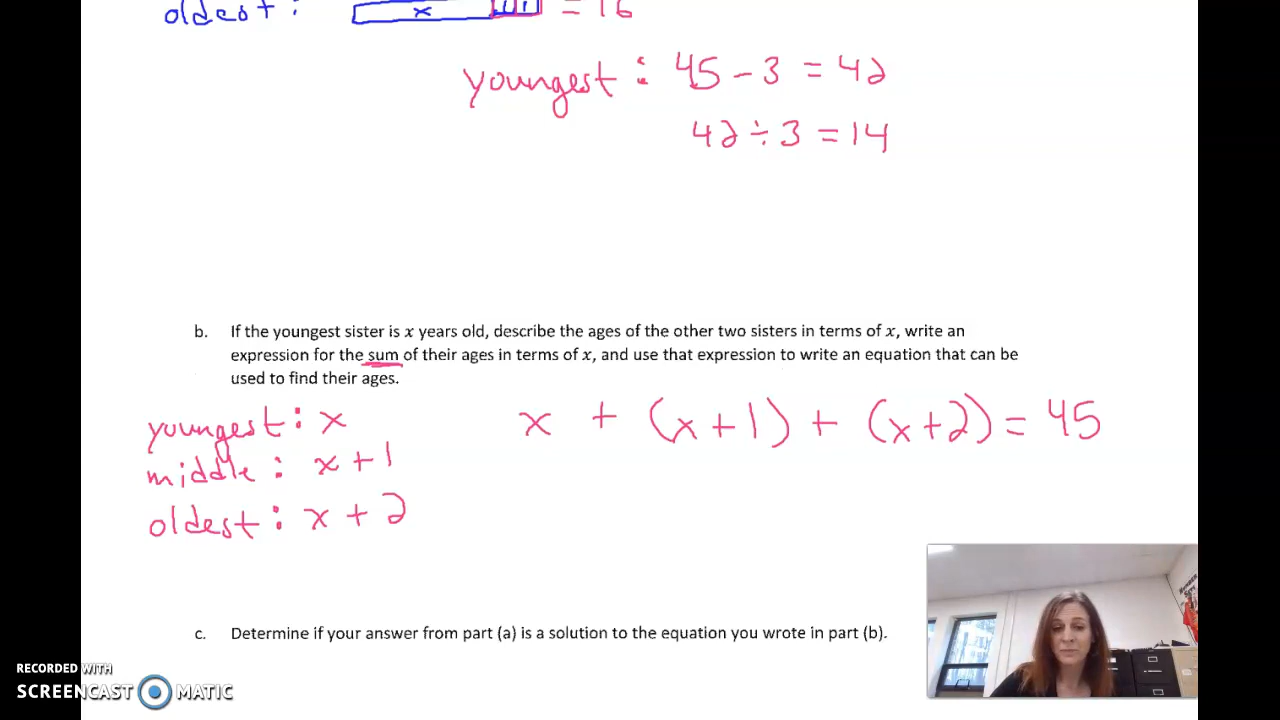 oldest : x 1 1 = 16
youngest : 45 - 3 = 42
42 ÷ 3 = 14
b. If the youngest sister is x years old, describe the ages of the other two sisters in terms of x, write an
expression for the sum of their ages in terms of x, and use that expression to write an equation that can be
used to find their ages.
youngest : x
x + (x + 1) + (x + 2) = 45
middle : x + 1
oldest : x + 2
c. Determine if your answer from part (a) is a solution to the equation you wrote in part (b).
RECORDED WITH
SCREENCAST MATIC